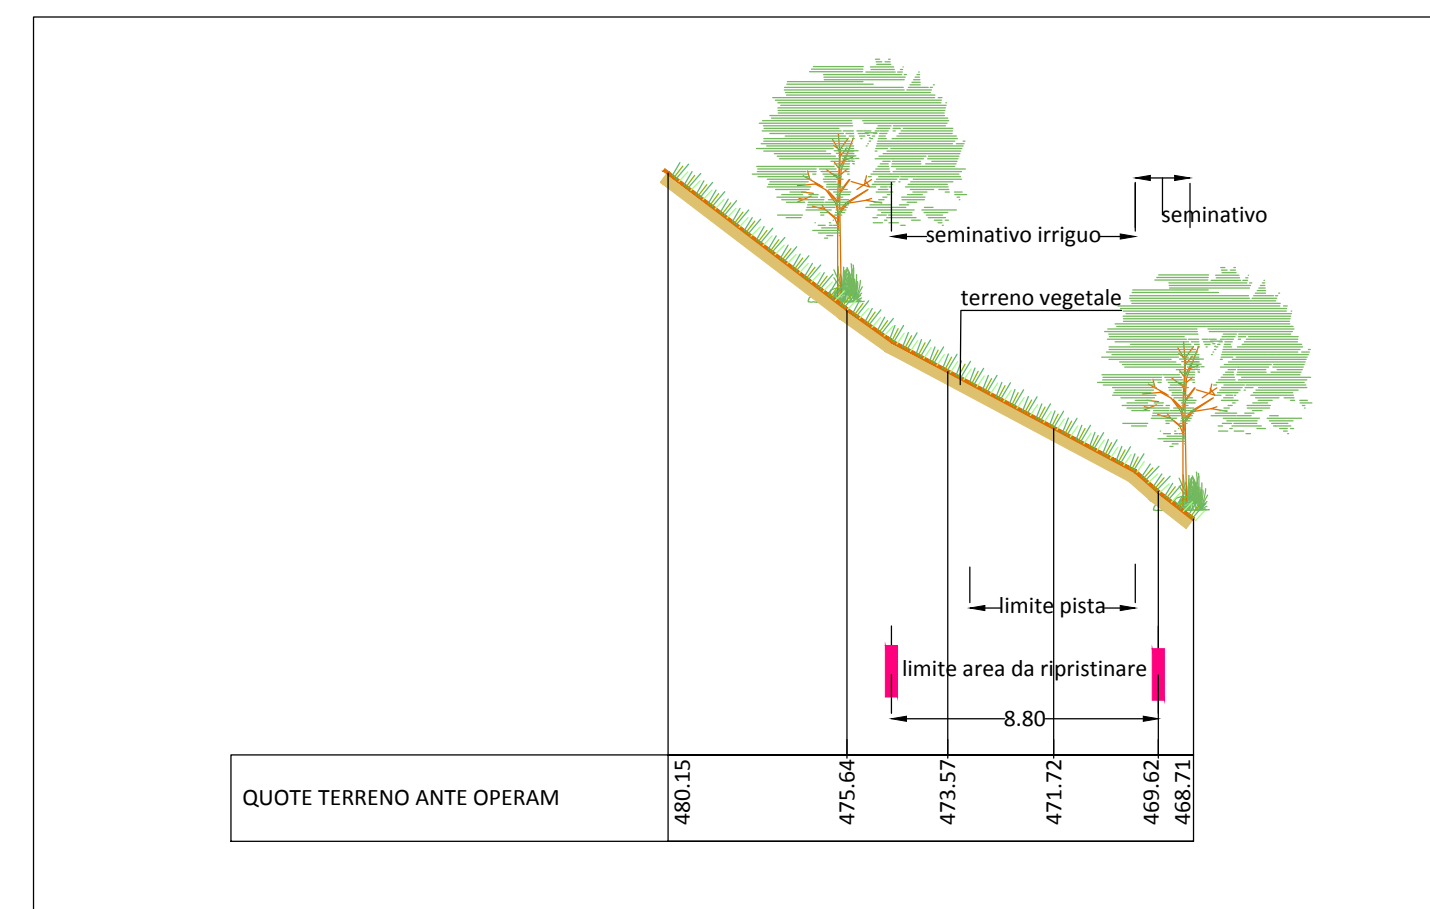 seminativo
seminativo irriguo
terreno vegetale
limite pista
limite area da ripristinare
8.80
QUOTE TERRENO ANTE OPERAM
480.15
475.64
473.57
471.72
469.62
468.71